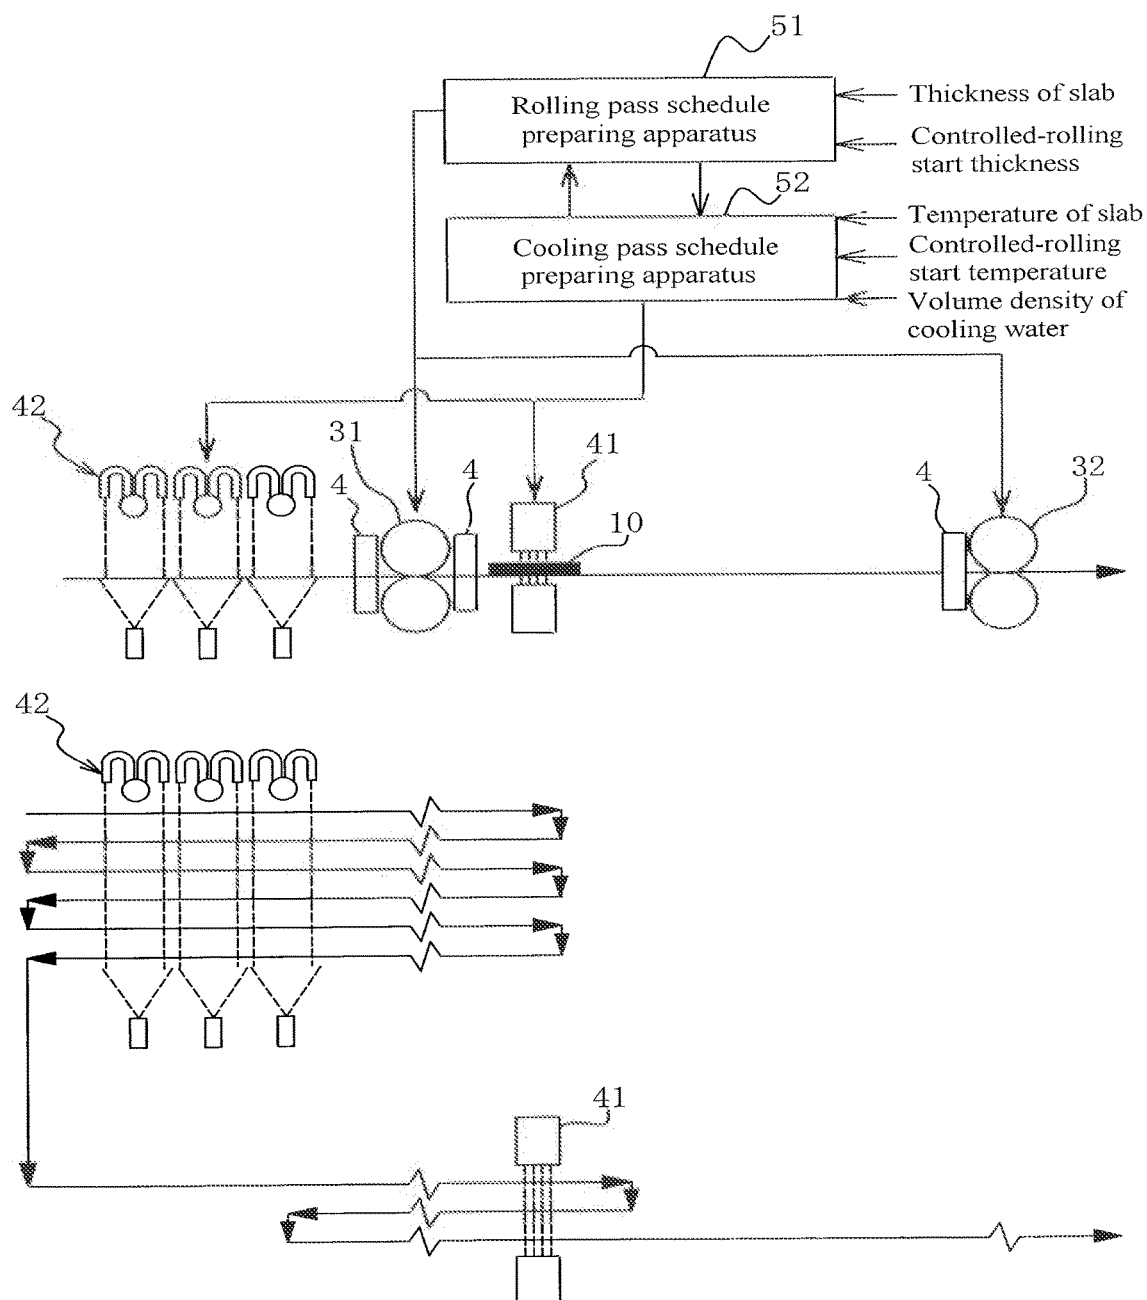 51
Rolling pass schedule
preparing apparatus
Thickness of slab
Controlled-rolling
start thickness
52
Cooling pass schedule
preparing apparatus
Temperature of slab
Controlled-rolling
start temperature
Volume density of
cooling water
42
31
4
4
41
10
4
32
42
41